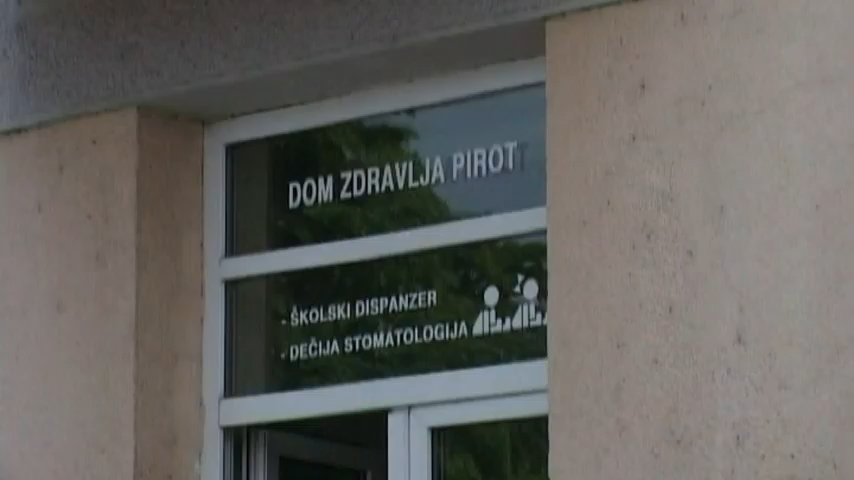 DOM ZDRAVLJA PIROT
- ŠKOLSKI DISPANZER
- DEČIJA STOMATOLOGIJA